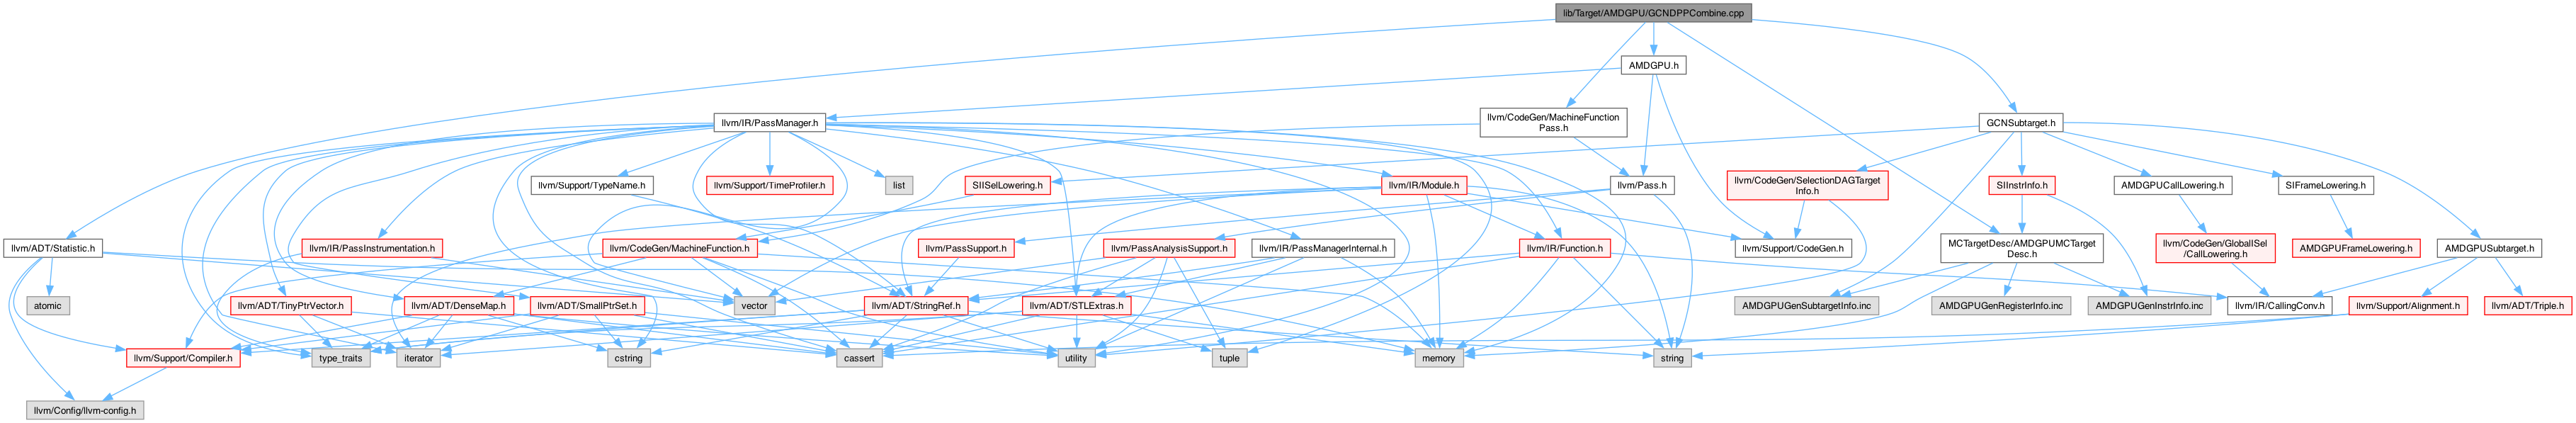 lib/Target/AMDGPU/GCNDPPCombine.cpp
AMDGPU.h
llvm/IR/PassManager.h
llvm/CodeGen/MachineFunction
Pass.h
GCNSubtarget.h
llvm/Support/TypeName.h
llvm/Support/TimeProfiler.h
list
SIISelLowering.h
llvm/IR/Module.h
llvm/Pass.h
llvm/CodeGen/SelectionDAGTarget
Info.h
SIInstrInfo.h
AMDGPUCallLowering.h
SIFrameLowering.h
llvm/ADT/Statistic.h
llvm/IR/PassInstrumentation.h
llvm/CodeGen/MachineFunction.h
llvm/PassSupport.h
llvm/PassAnalysisSupport.h
llvm/IR/PassManagerInternal.h
llvm/IR/Function.h
llvm/Support/CodeGen.h
MCTargetDesc/AMDGPUMCTarget
Desc.h
llvm/CodeGen/GlobalISel
/CallLowering.h
AMDGPUFrameLowering.h
AMDGPUSubtarget.h
atomic
llvm/ADT/TinyPtrVector.h
llvm/ADT/DenseMap.h
llvm/ADT/SmallPtrSet.h
vector
llvm/ADT/StringRef.h
llvm/ADT/STLExtras.h
AMDGPUGenSubtargetInfo.inc
AMDGPUGenRegisterInfo.inc
AMDGPUGenInstrInfo.inc
llvm/IR/CallingConv.h
llvm/Support/Alignment.h
llvm/ADT/Triple.h
llvm/Support/Compiler.h
type_traits
iterator
cstring
cassert
utility
tuple
memory
string
llvm/Config/llvm-config.h